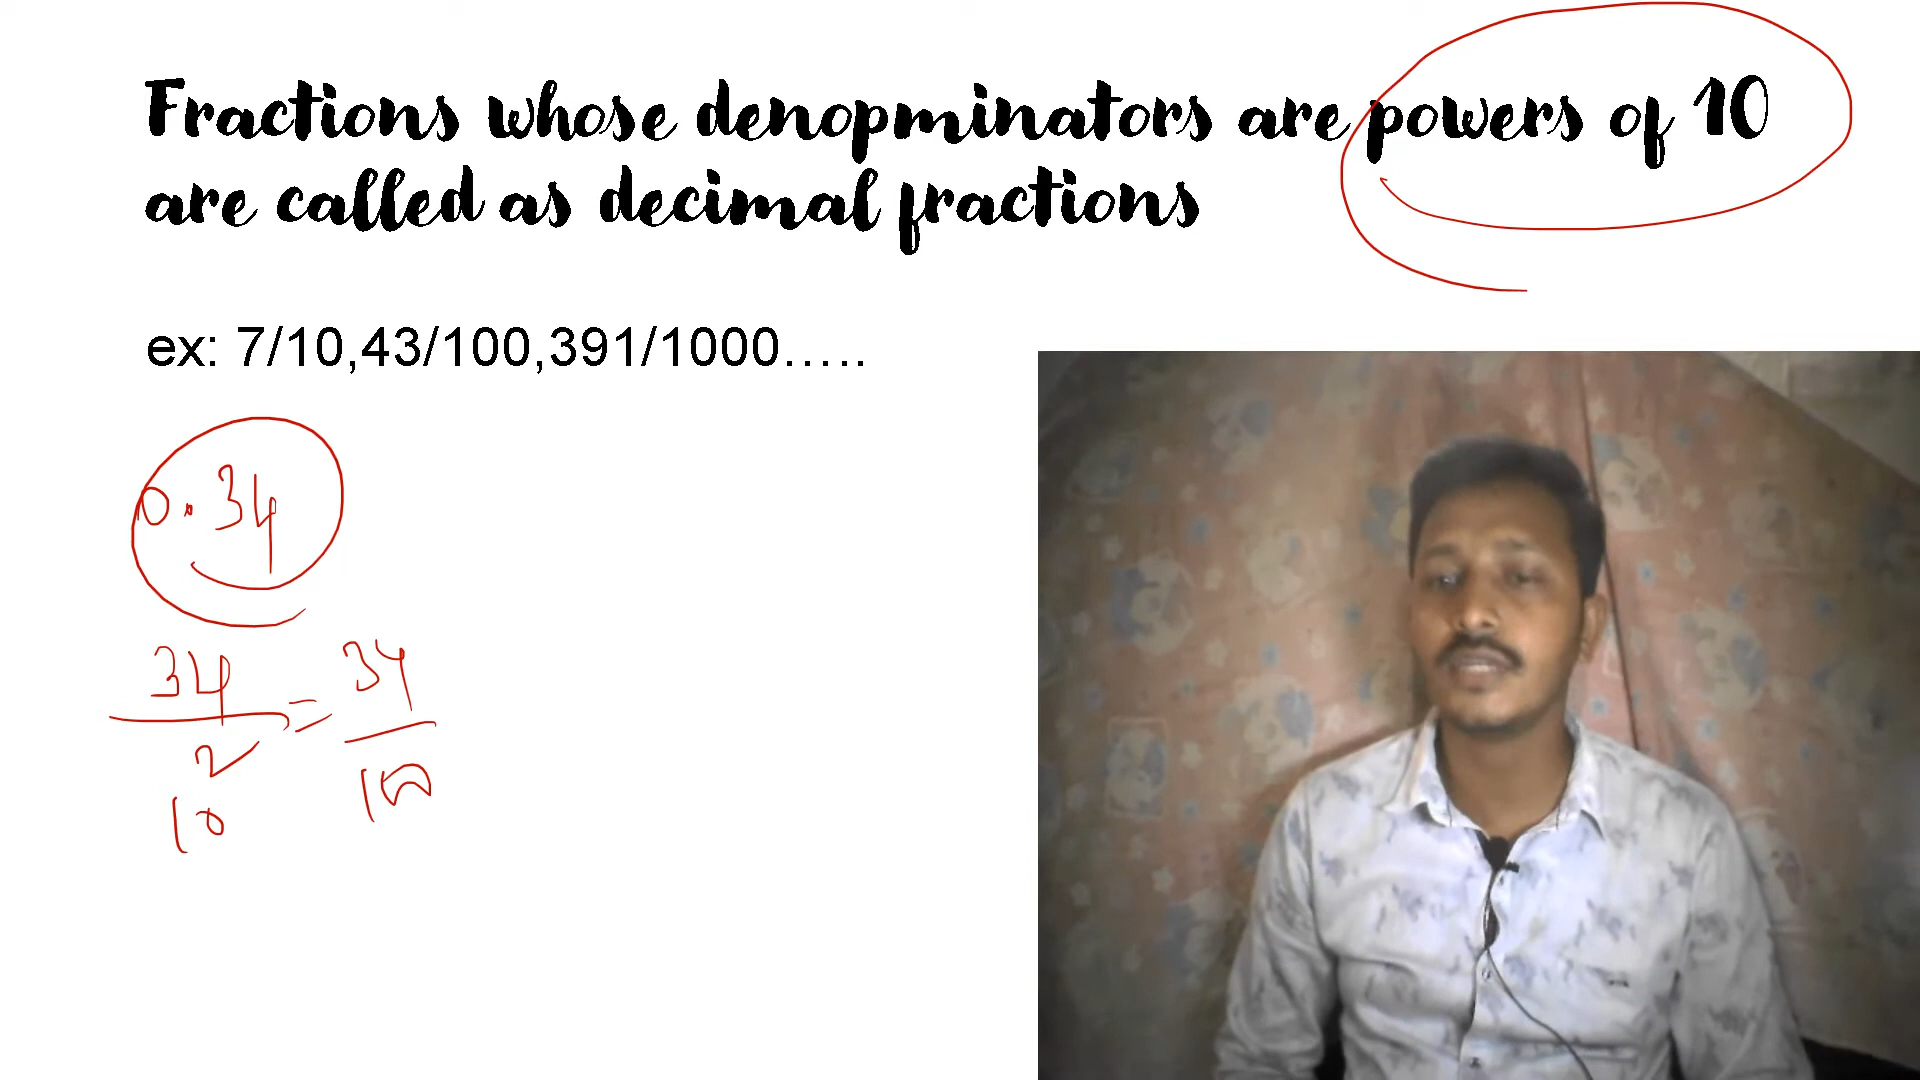 Fractions whose denopminators are powers of 10
are called as decimal fractions
ex: 7/10,43/100,391/1000.....
0.34
34 = 34
10² 100